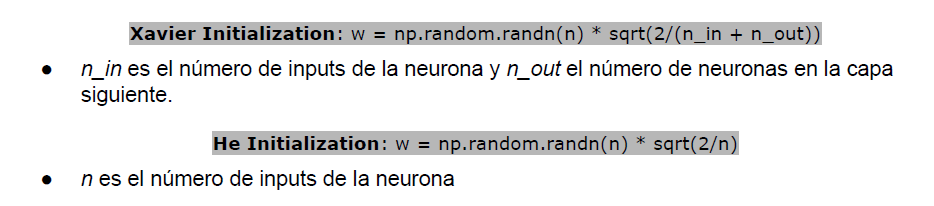 Xavier Initialization: w = np.random.randn(n) * sqrt(2/(n_in + n_out))
● n_in es el número de inputs de la neurona y n_out el número de neuronas en la capa
siguiente.
He Initialization: w = np.random.randn(n) * sqrt(2/n)
● n es el número de inputs de la neurona